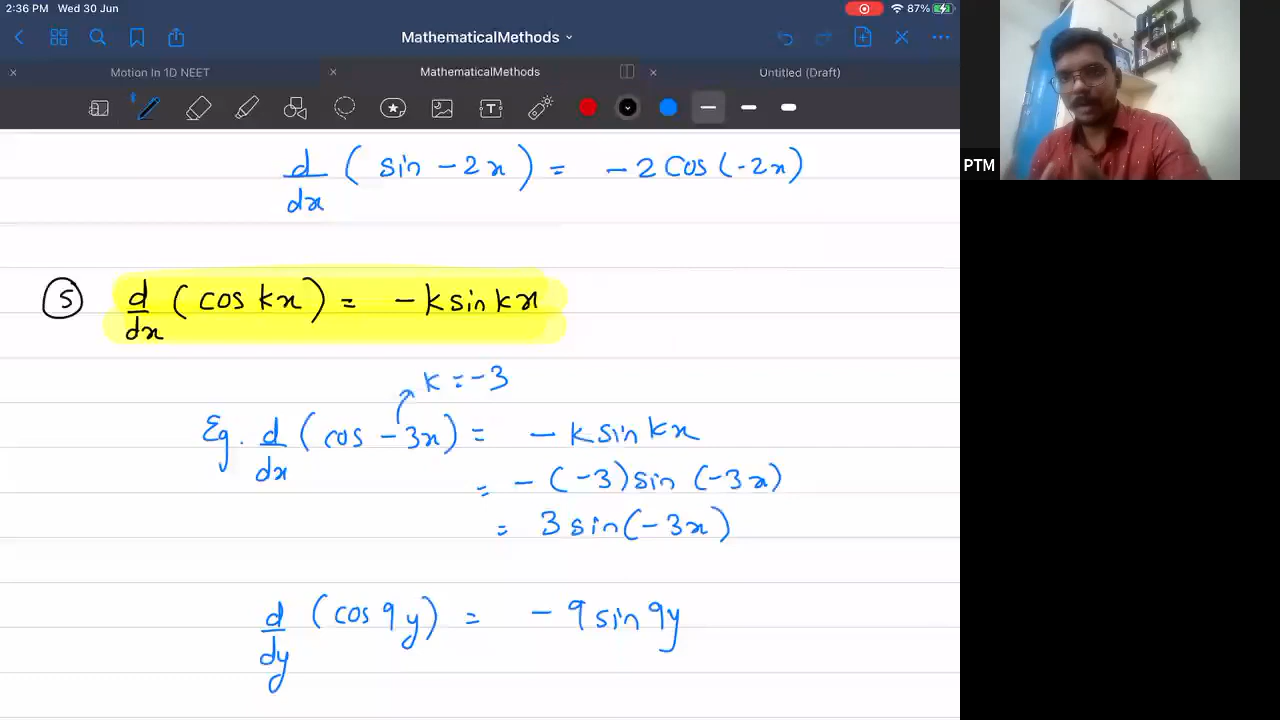 2:36 PM Wed 30 Jun
87%
MathematicalMethods
Motion In 1D NEET
MathematicalMethods
Untitled (Draft)
PTM
d/dx ( sin -2x ) = -2 cos (-2x)
5 d/dx ( cos kx ) = -k sin kx
k = -3
Eg. d/dx ( cos -3x ) = - k sin kx
= - (-3) sin (-3x)
= 3 sin (-3x)
d/dy ( cos 9y ) = - 9 sin 9y